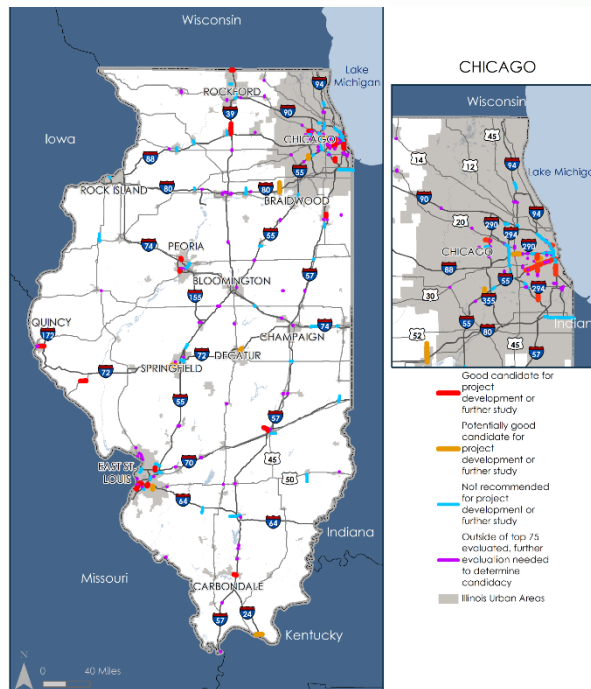 Wisconsin
Lake
Michigan
ROCKFORD
94
90
39
CHICAGO
Iowa
88
55
ROCK ISLAND
80
80
BRAIDWOOD
55
74
PEORIA
57
BLOOMINGTON
155
QUINCY
172
CHAMPAIGN
74
72
DECATUR
SPRINGFIELD
72
55
57
EAST ST.
LOUIS
70
45
50
64
64
Indiana
Missouri
CARBONDALE
57
24
Kentucky
N
0 40 Miles
CHICAGO
Wisconsin
45
14
12
94
Lake Michiga
90
94
20
290
294
290
CHICAGO
88
55
294
30
355
55
80
India
52
45
57
Good candidate for
project
development or
further study
Potentially good
candidate for
project
development or
further study
Not recommended
for project
development or
further study
Outside of top 75
evaluated, further
evaluation needed
to determine
candidacy
Illinois Urban Areas